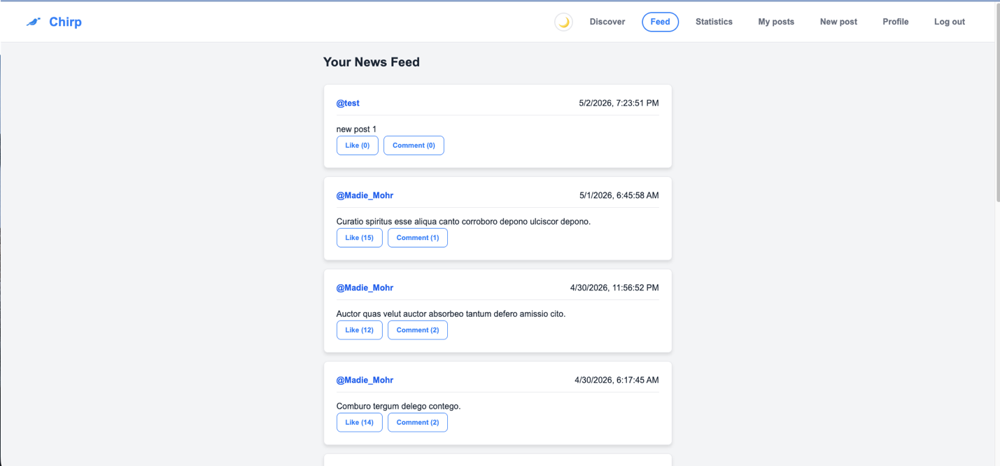 Chirp
Discover
Feed
Statistics
My posts
New post
Profile
Log out
Your News Feed
@test 5/2/2026, 7:23:51 PM
new post 1
Like (0) Comment (0)
@Madie_Mohr 5/1/2026, 6:45:58 AM
Curatio spiritus esse aliqua canto corroboro depono ulciscor depono.
Like (15) Comment (1)
@Madie_Mohr 4/30/2026, 11:56:52 PM
Auctor quas velut auctor absorbeo tantum defero amissio cito.
Like (12) Comment (2)
@Madie_Mohr 4/30/2026, 6:17:45 AM
Comburo tergum delego contego.
Like (14) Comment (2)